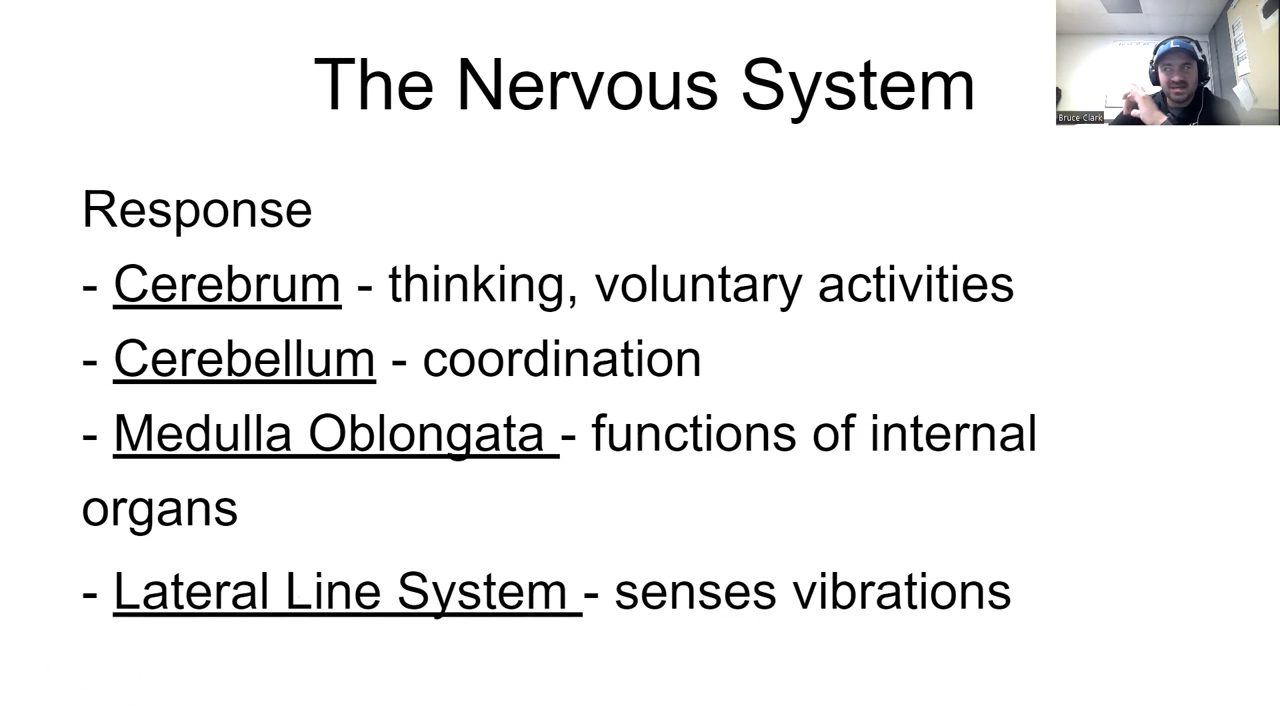 The Nervous System
Bruce Clark
Response
- Cerebrum - thinking, voluntary activities
- Cerebellum - coordination
- Medulla Oblongata - functions of internal
organs
- Lateral Line System - senses vibrations